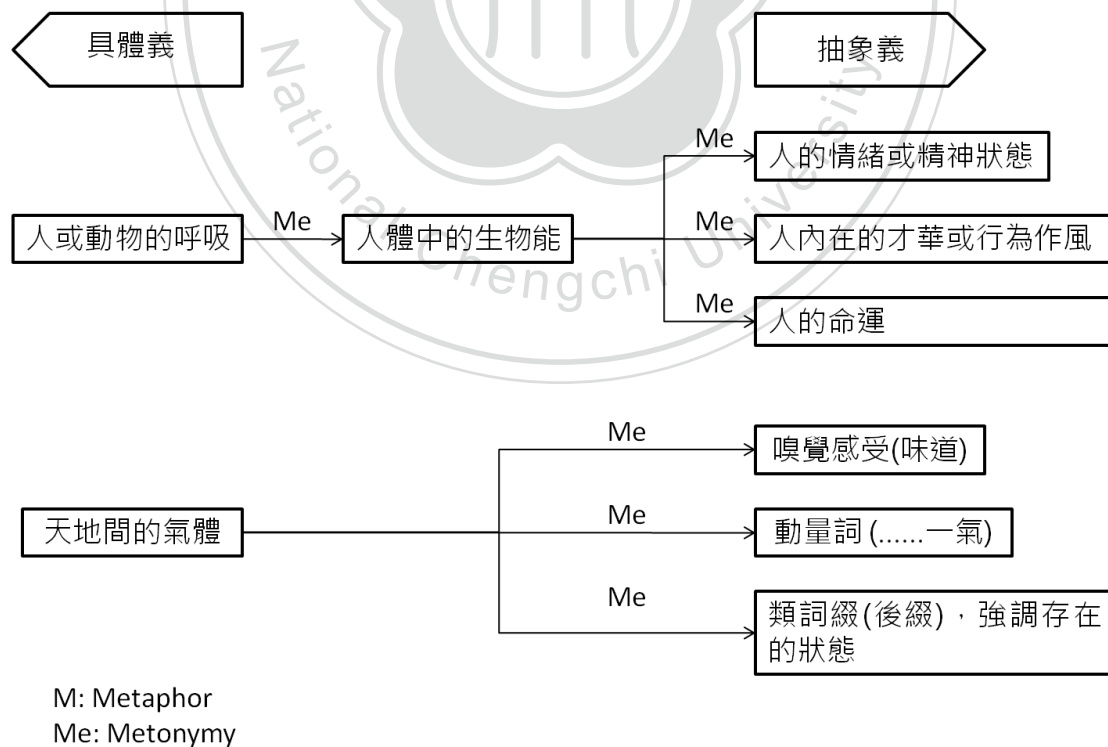 具體義
抽象義
Me
人的情緒或精神狀態
人或動物的呼吸
Me
人體中的生物能
Me
人內在的才華或行為作風
Me
人的命運
National Chengchi University
Me
嗅覺感受(味道)
天地間的氣體
Me
動量詞(......一氣)
Me
類詞綴(後綴)，強調存在
的狀態
M: Metaphor
Me: Metonymy